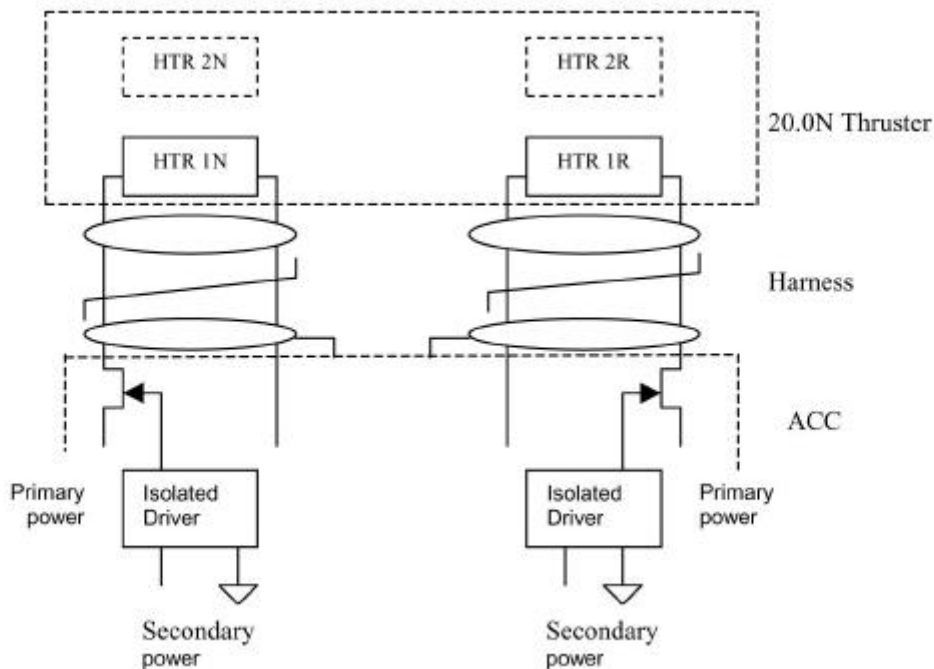 HTR 2N
HTR 2R
20.0N Thruster
HTR 1N
HTR 1R
Harness
ACC
Primary
power
Isolated
Driver
Isolated
Driver
Primary
power
Secondary
power
Secondary
power